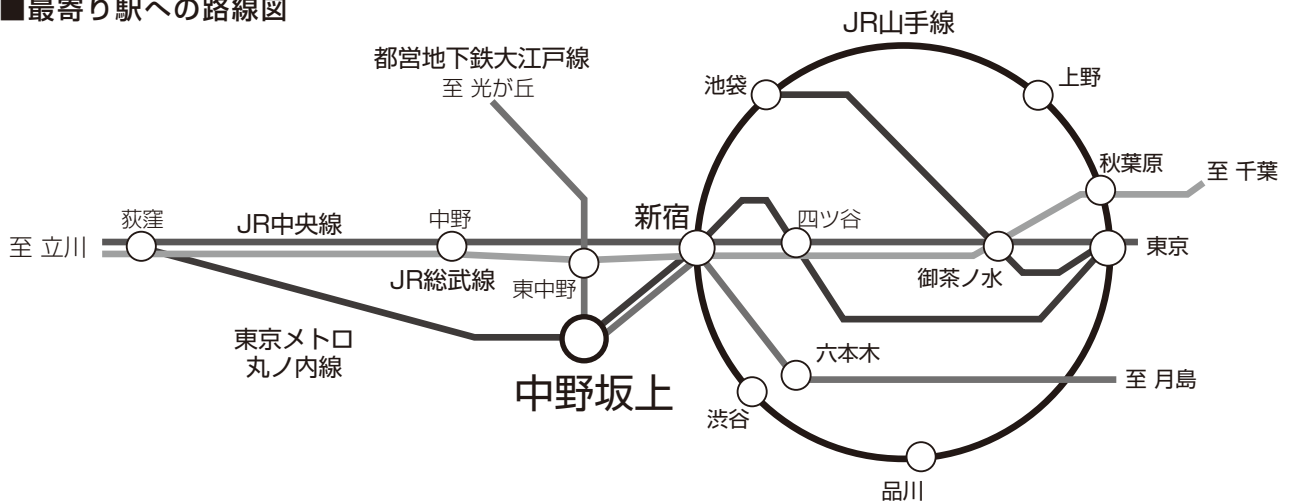 ■最寄り駅への路線図
JR山手線
都営地下鉄大江戸線
至 光が丘
池袋
上野
秋葉原
至 千葉
荻窪
JR中央線
中野
新宿
四ツ谷
至 立川
東京
JR総武線
東中野
御茶ノ水
東京メトロ
丸ノ内線
六本木
中野坂上
至 月島
渋谷
品川